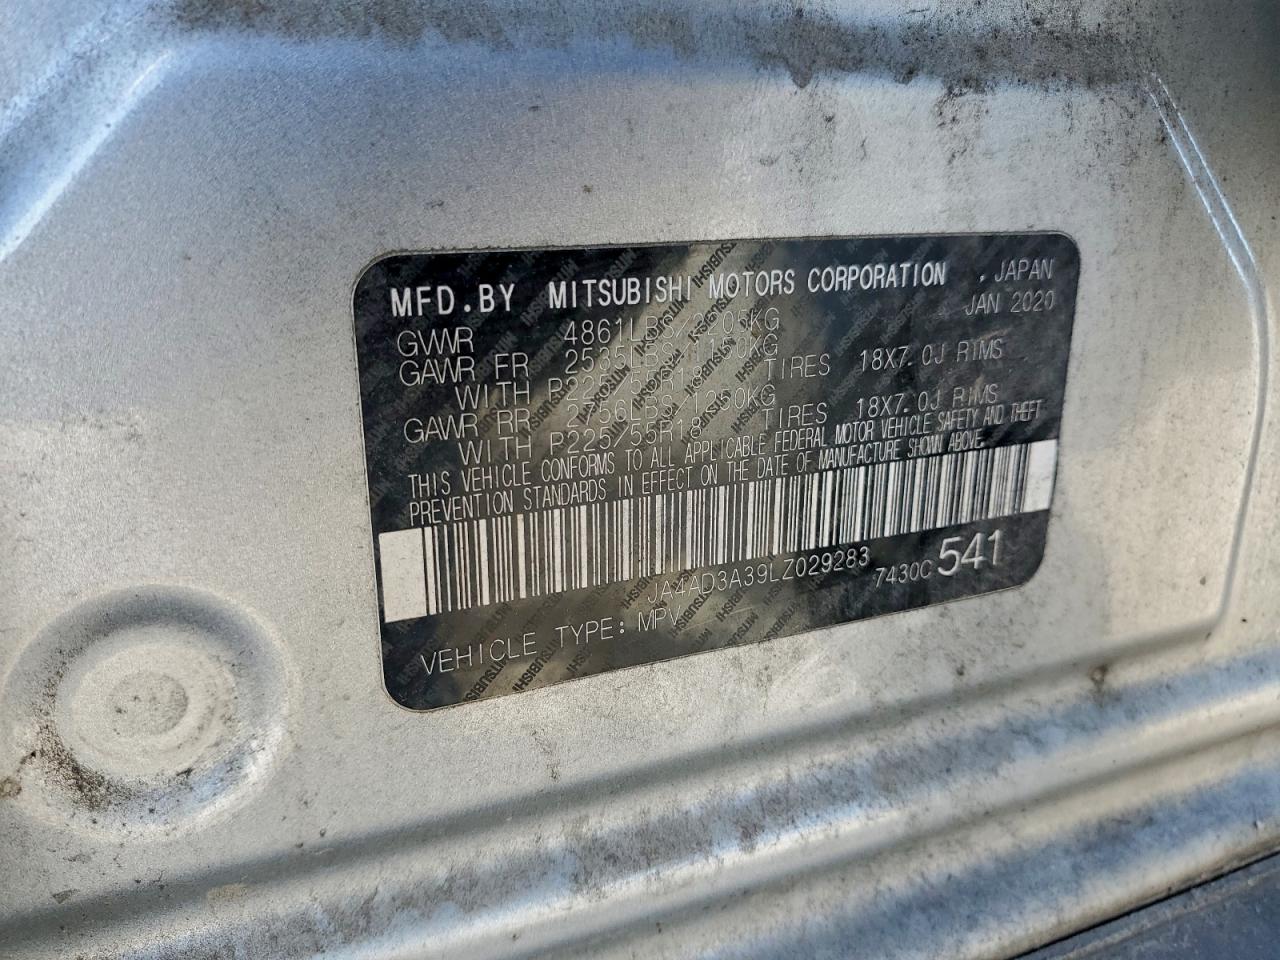 MFD.BY MITSUBISHI MOTORS CORPORATION , JAPAN
JAN 2020
GVWR 4861LBS/2205KG
GAWR FR 2535LBS 1150KG
WITH P225/55R18 TIRES 18X7.0J RIMS
GAWR RR 2756LBS 1250KG
WITH P225/55R18 TIRES 18X7.0J RIMS
THIS VEHICLE CONFORMS TO ALL APPLICABLE FEDERAL MOTOR VEHICLE SAFETY AND THEFT
PREVENTION STANDARDS IN EFFECT ON THE DATE OF MANUFACTURE SHOWN ABOVE.
JA4AD3A39LZ029283 7430C 541
VEHICLE TYPE: MPV